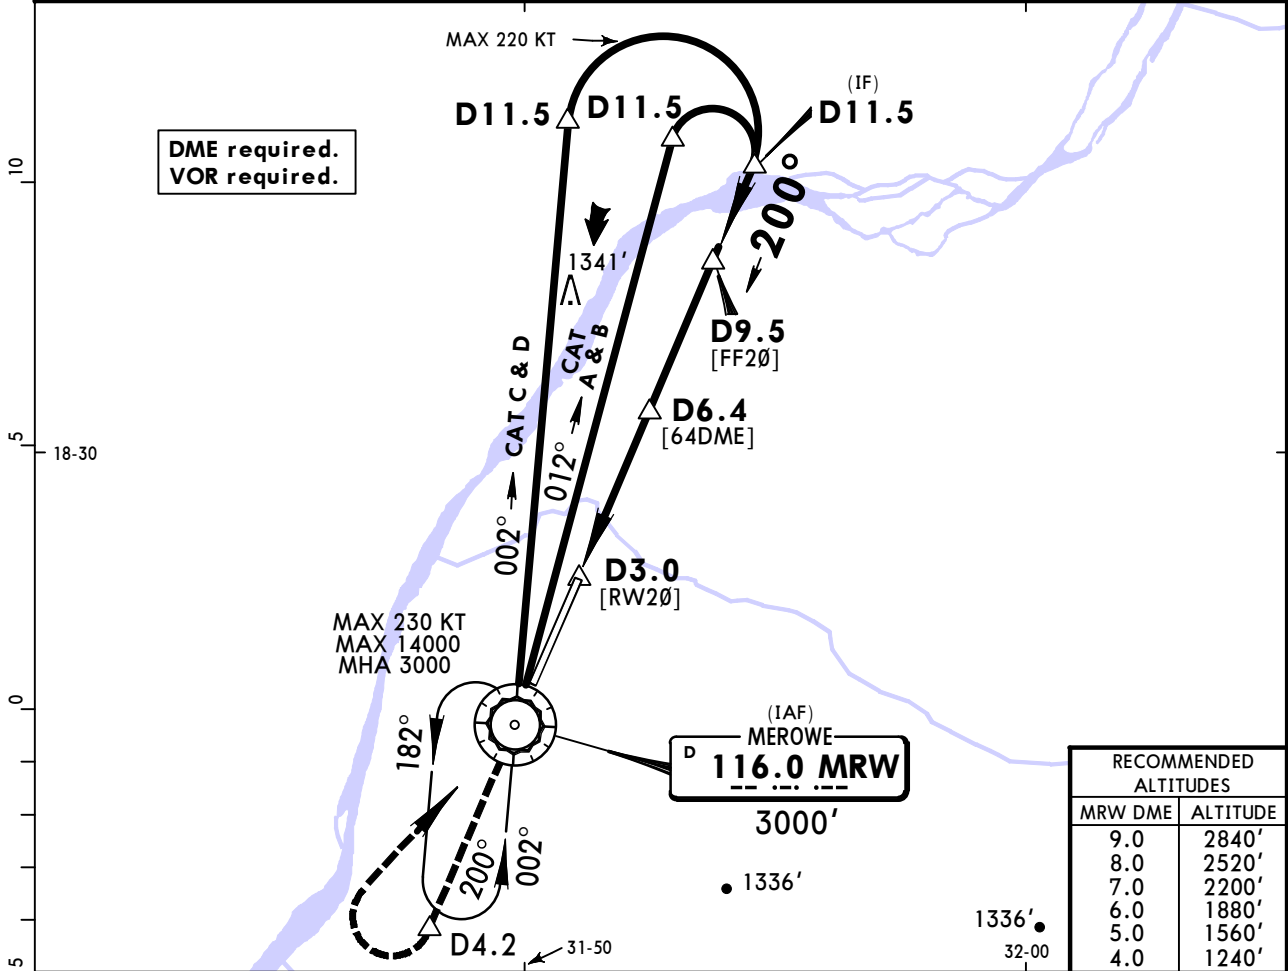 MAX 220 KT
(IF)
D11.5
D11.5
D11.5
DME required.
VOR required.
200°
10
1341'
D9.5
[FF2Ø]
CAT C & D
CAT
A & B
D6.4
[64DME]
5
18-30
012°
002°
D3.0
[RW2Ø]
MAX 230 KT
MAX 14000
MHA 3000
0
182°
(IAF)
MEROWE
D
116.0 MRW
3000'
200°
002°
1336'
1336'
D4.2
31-50
32-00
5
RECOMMENDED
ALTITUDES
MRW DME ALTITUDE
9.0 2840'
8.0 2520'
7.0 2200'
6.0 1880'
5.0 1560'
4.0 1240'